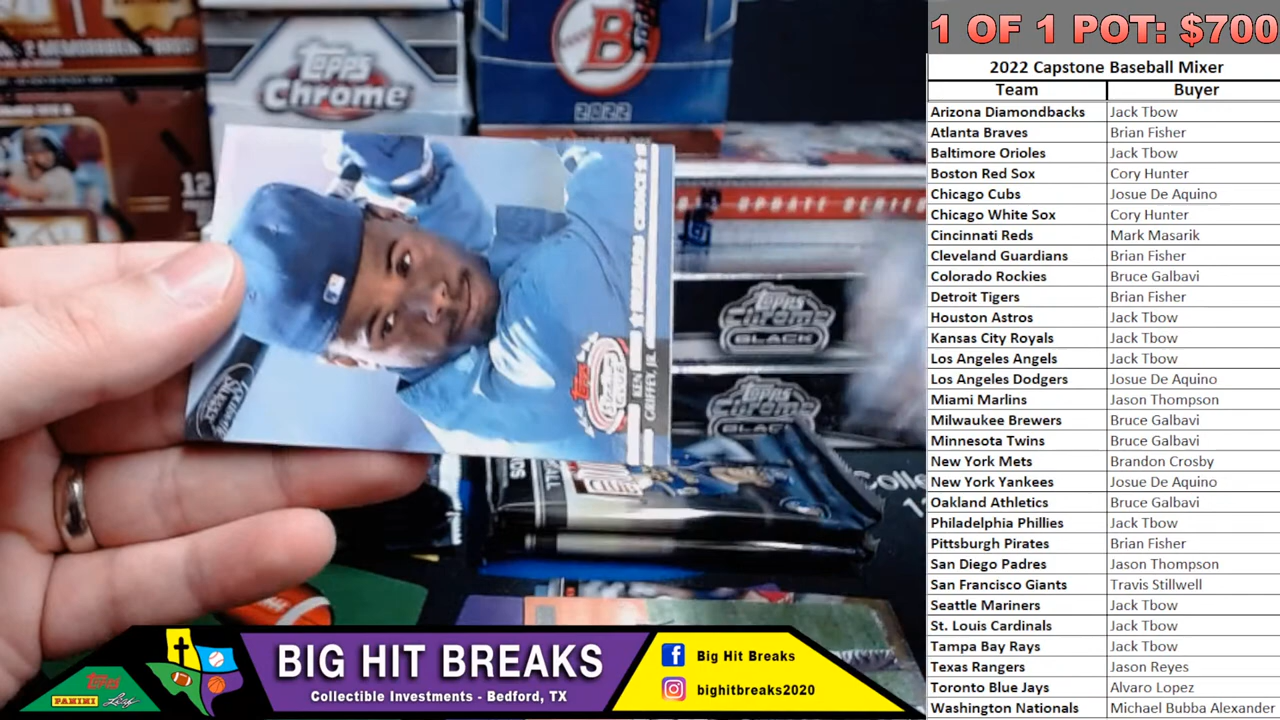 1 OF 1 POT: $700
2022 Capstone Baseball Mixer
Team Buyer
Arizona Diamondbacks Jack Tbow
Atlanta Braves Brian Fisher
Baltimore Orioles Jack Tbow
Boston Red Sox Cory Hunter
Chicago Cubs Josue De Aquino
Chicago White Sox Cory Hunter
Cincinnati Reds Mark Masarik
Cleveland Guardians Brian Fisher
Colorado Rockies Bruce Galbavi
Detroit Tigers Brian Fisher
Houston Astros Jack Tbow
Kansas City Royals Jack Tbow
Los Angeles Angels Jack Tbow
Los Angeles Dodgers Josue De Aquino
Miami Marlins Jason Thompson
Milwaukee Brewers Bruce Galbavi
Minnesota Twins Bruce Galbavi
New York Mets Brandon Crosby
New York Yankees Josue De Aquino
Oakland Athletics Bruce Galbavi
Philadelphia Phillies Jack Tbow
Pittsburgh Pirates Brian Fisher
San Diego Padres Jason Thompson
San Francisco Giants Travis Stillwell
Seattle Mariners Jack Tbow
St. Louis Cardinals Jack Tbow
Tampa Bay Rays Jack Tbow
Texas Rangers Jason Reyes
Toronto Blue Jays Alvaro Lopez
Washington Nationals Michael Bubba Alexander
Topps
Chrome
B
2022
12
UPDATE SERIES
Topps
Chrome
BLACK
Topps
Chrome
BLACK
MEMBERS CHOICE
Topps
KEN
GRIFFEY, JR.
BIG HIT BREAKS
Collectible Investments - Bedford, TX
Big Hit Breaks
bighitbreaks2020
Topps
PANINI
Leaf